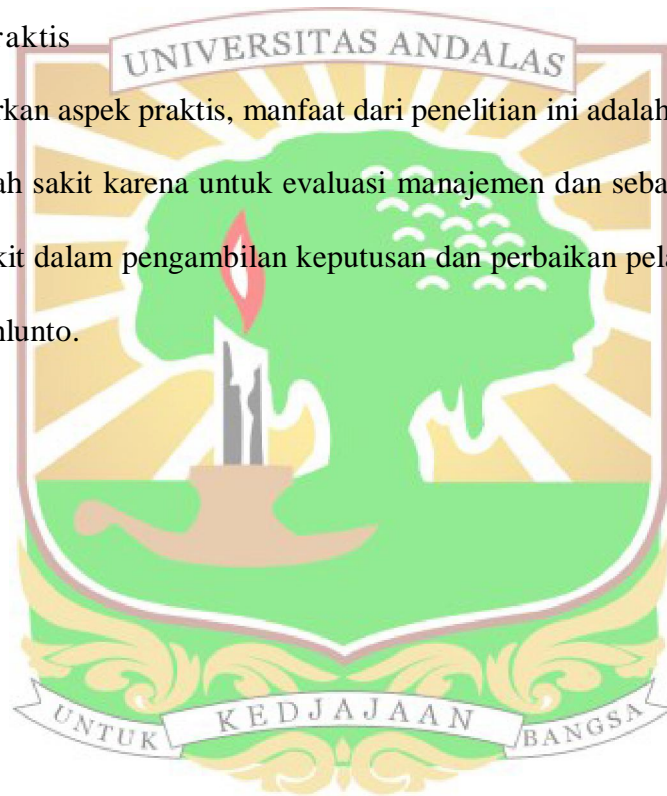 raktis
UNIVERSITAS ANDALAS
rkan aspek praktis, manfaat dari penelitian ini adalah
ah sakit karena untuk evaluasi manajemen dan seba
kit dalam pengambilan keputusan dan perbaikan pela
hlunto.
UNTUK KEDJAJAAN BANGSA